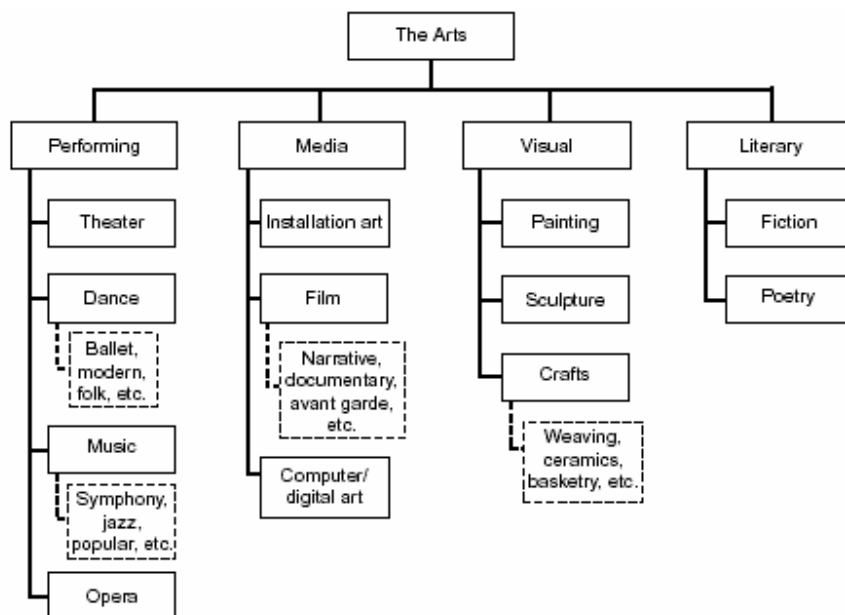 The Arts
Performing
Media
Visual
Literary
Theater
Installation art
Painting
Fiction
Dance
Film
Sculpture
Poetry
Ballet,
modern,
folk, etc.
Narrative,
documentary,
avant garde,
etc.
Crafts
Weaving,
ceramics,
basketry, etc.
Music
Computer/
digital art
Symphony,
jazz,
popular, etc.
Opera